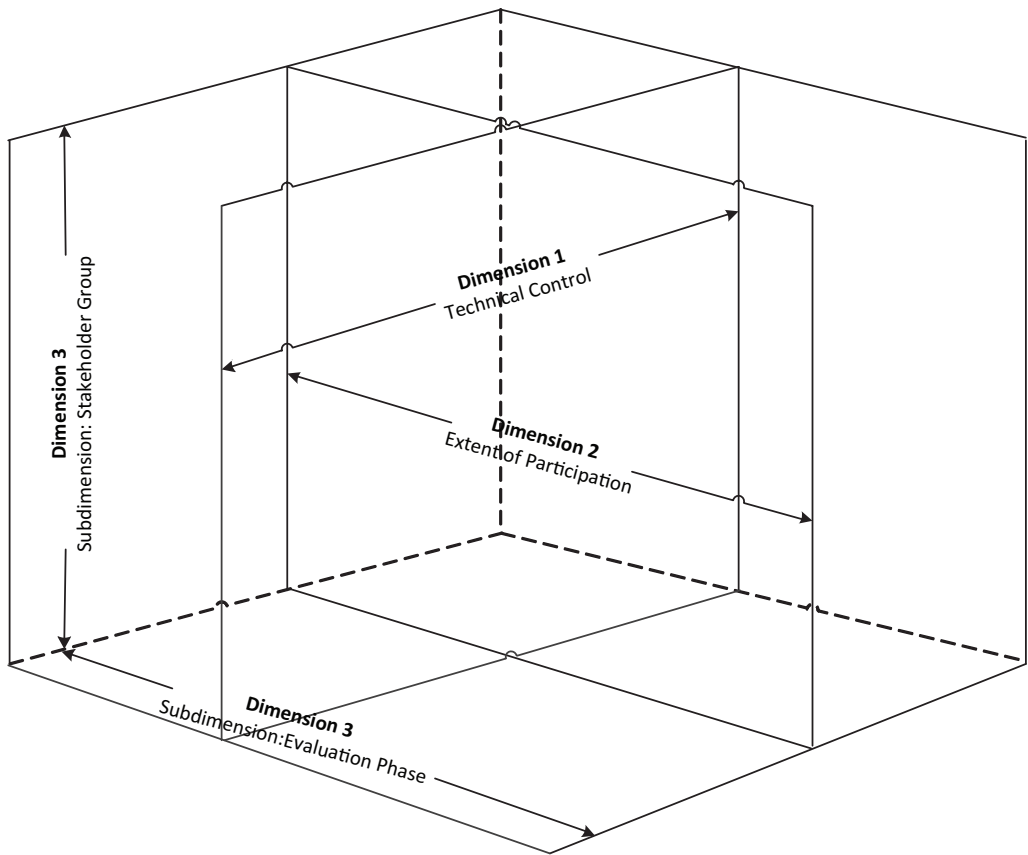 Dimension 1
Technical Control
Dimension 2
Extent of Participation
Dimension 3
Subdimension: Stakeholder Group
Dimension 3
Subdimension:Evaluation Phase